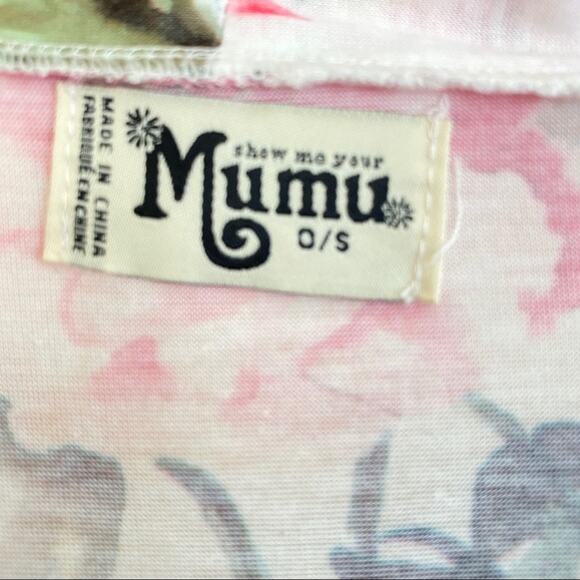 MADE IN CHINA
FABRIQUÉ EN CHINE
show me your
Mumu
O/S